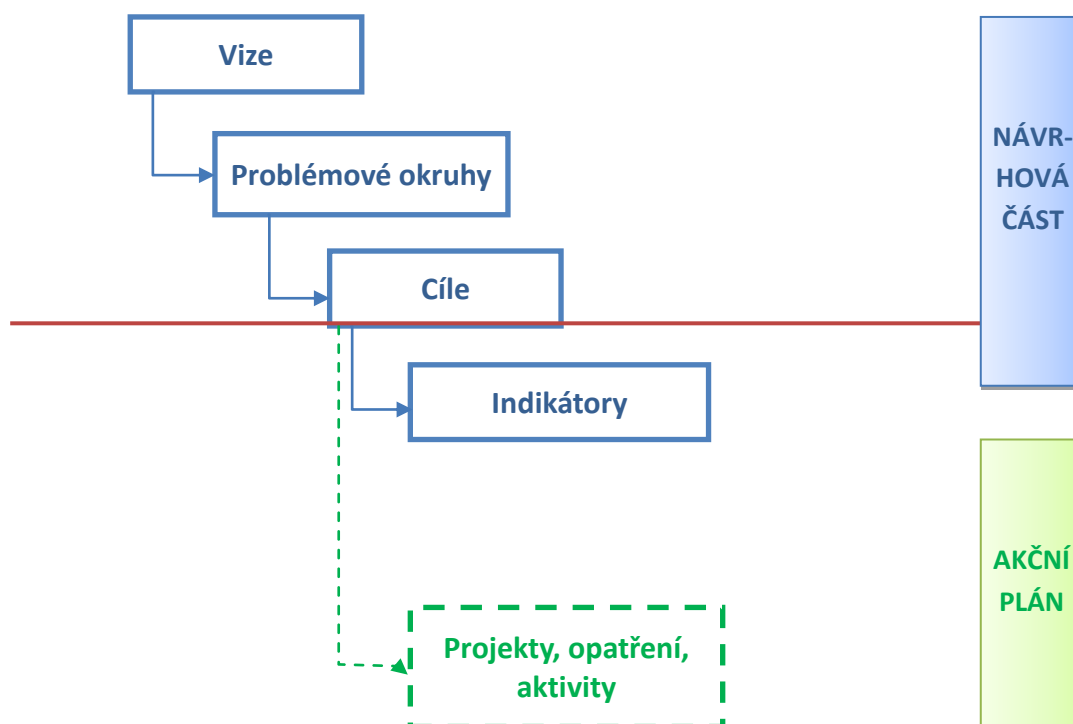 Vize
Problémové okruhy
Cíle
Indikátory
Projekty, opatření,
aktivity
NÁVR-
HOVÁ
ČÁST
AKČNÍ
PLÁN